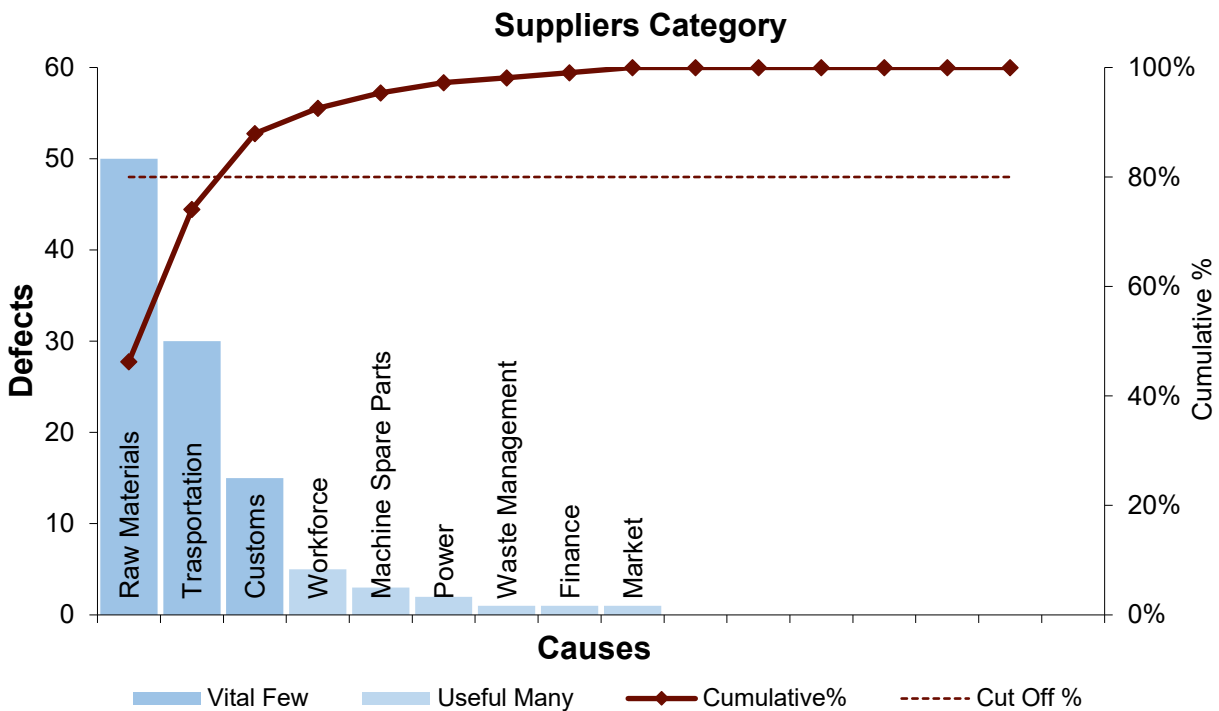 Suppliers Category
60
50
40
30
20
10
0
Defects
100%
80%
60%
40%
20%
0%
Cumulative %
Raw Materials
Trasportation
Customs
Workforce
Machine Spare Parts
Power
Waste Management
Finance
Market
Causes
Vital Few
Useful Many
Cumulative%
Cut Off %